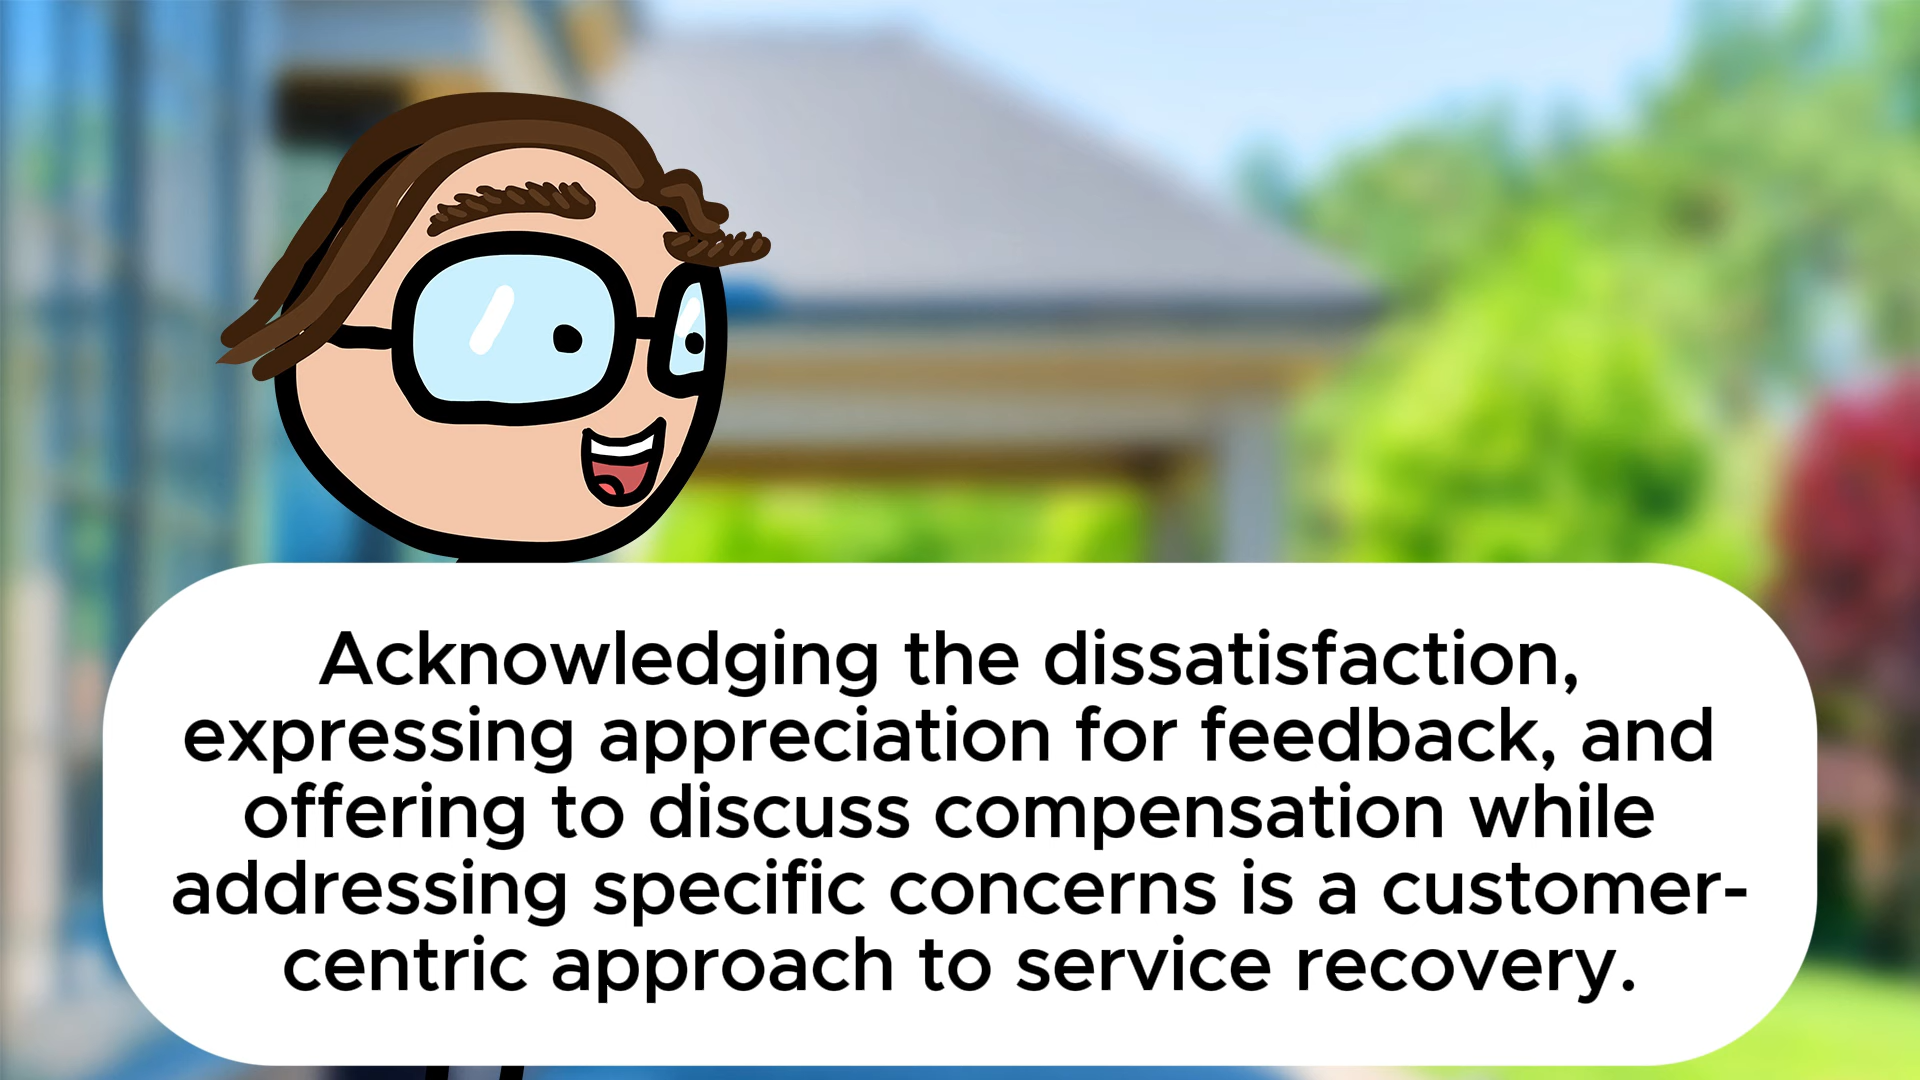 Acknowledging the dissatisfaction,
expressing appreciation for feedback, and
offering to discuss compensation while
addressing specific concerns is a customer-
centric approach to service recovery.